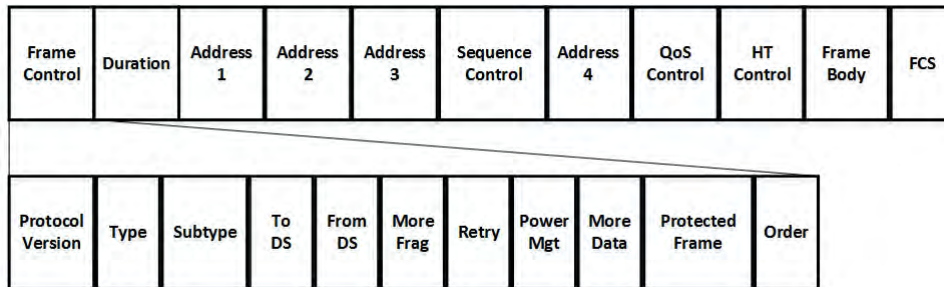 Frame Control
Duration
Address 1
Address 2
Address 3
Sequence Control
Address 4
QoS Control
HT Control
Frame Body
FCS
Protocol Version
Type
Subtype
To DS
From DS
More Frag
Retry
Power Mgt
More Data
Protected Frame
Order